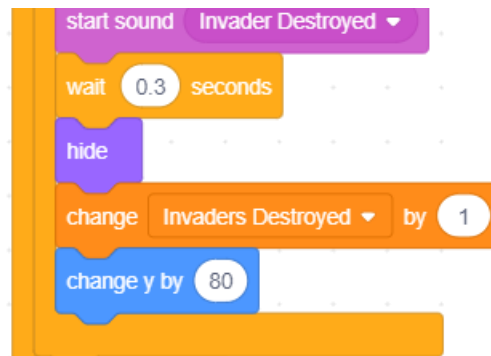 start sound Invader Destroyed
wait 0.3 seconds
hide
change Invaders Destroyed by 1
change y by 80